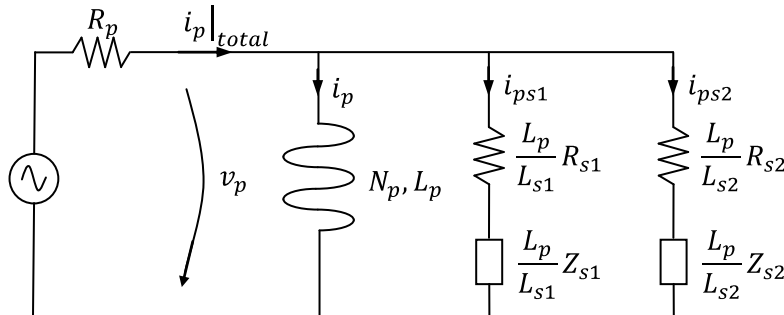 R_p
i_p|_total
i_p
i_ps1
i_ps2
v_p
N_p, L_p
L_p/L_s1 R_s1
L_p/L_s2 R_s2
L_p/L_s1 Z_s1
L_p/L_s2 Z_s2